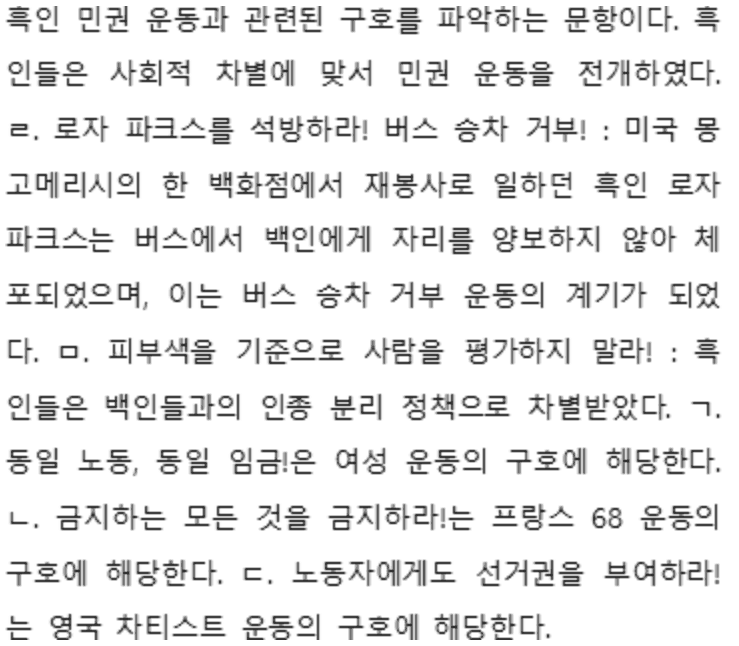 흑인 민권 운동과 관련된 구호를 파악하는 문항이다. 흑
인들은 사회적 차별에 맞서 민권 운동을 전개하였다.
ㄹ. 로자 파크스를 석방하라! 버스 승차 거부! : 미국 몽
고메리시의 한 백화점에서 재봉사로 일하던 흑인 로자
파크스는 버스에서 백인에게 자리를 양보하지 않아 체
포되었으며, 이는 버스 승차 거부 운동의 계기가 되었
다. ㅁ. 피부색을 기준으로 사람을 평가하지 말라! : 흑
인들은 백인들과의 인종 분리 정책으로 차별받았다. ㄱ.
동일 노동, 동일 임금!은 여성 운동의 구호에 해당한다.
ㄴ. 금지하는 모든 것을 금지하라!는 프랑스 68 운동의
구호에 해당한다. ㄷ. 노동자에게도 선거권을 부여하라!
는 영국 차티스트 운동의 구호에 해당한다.